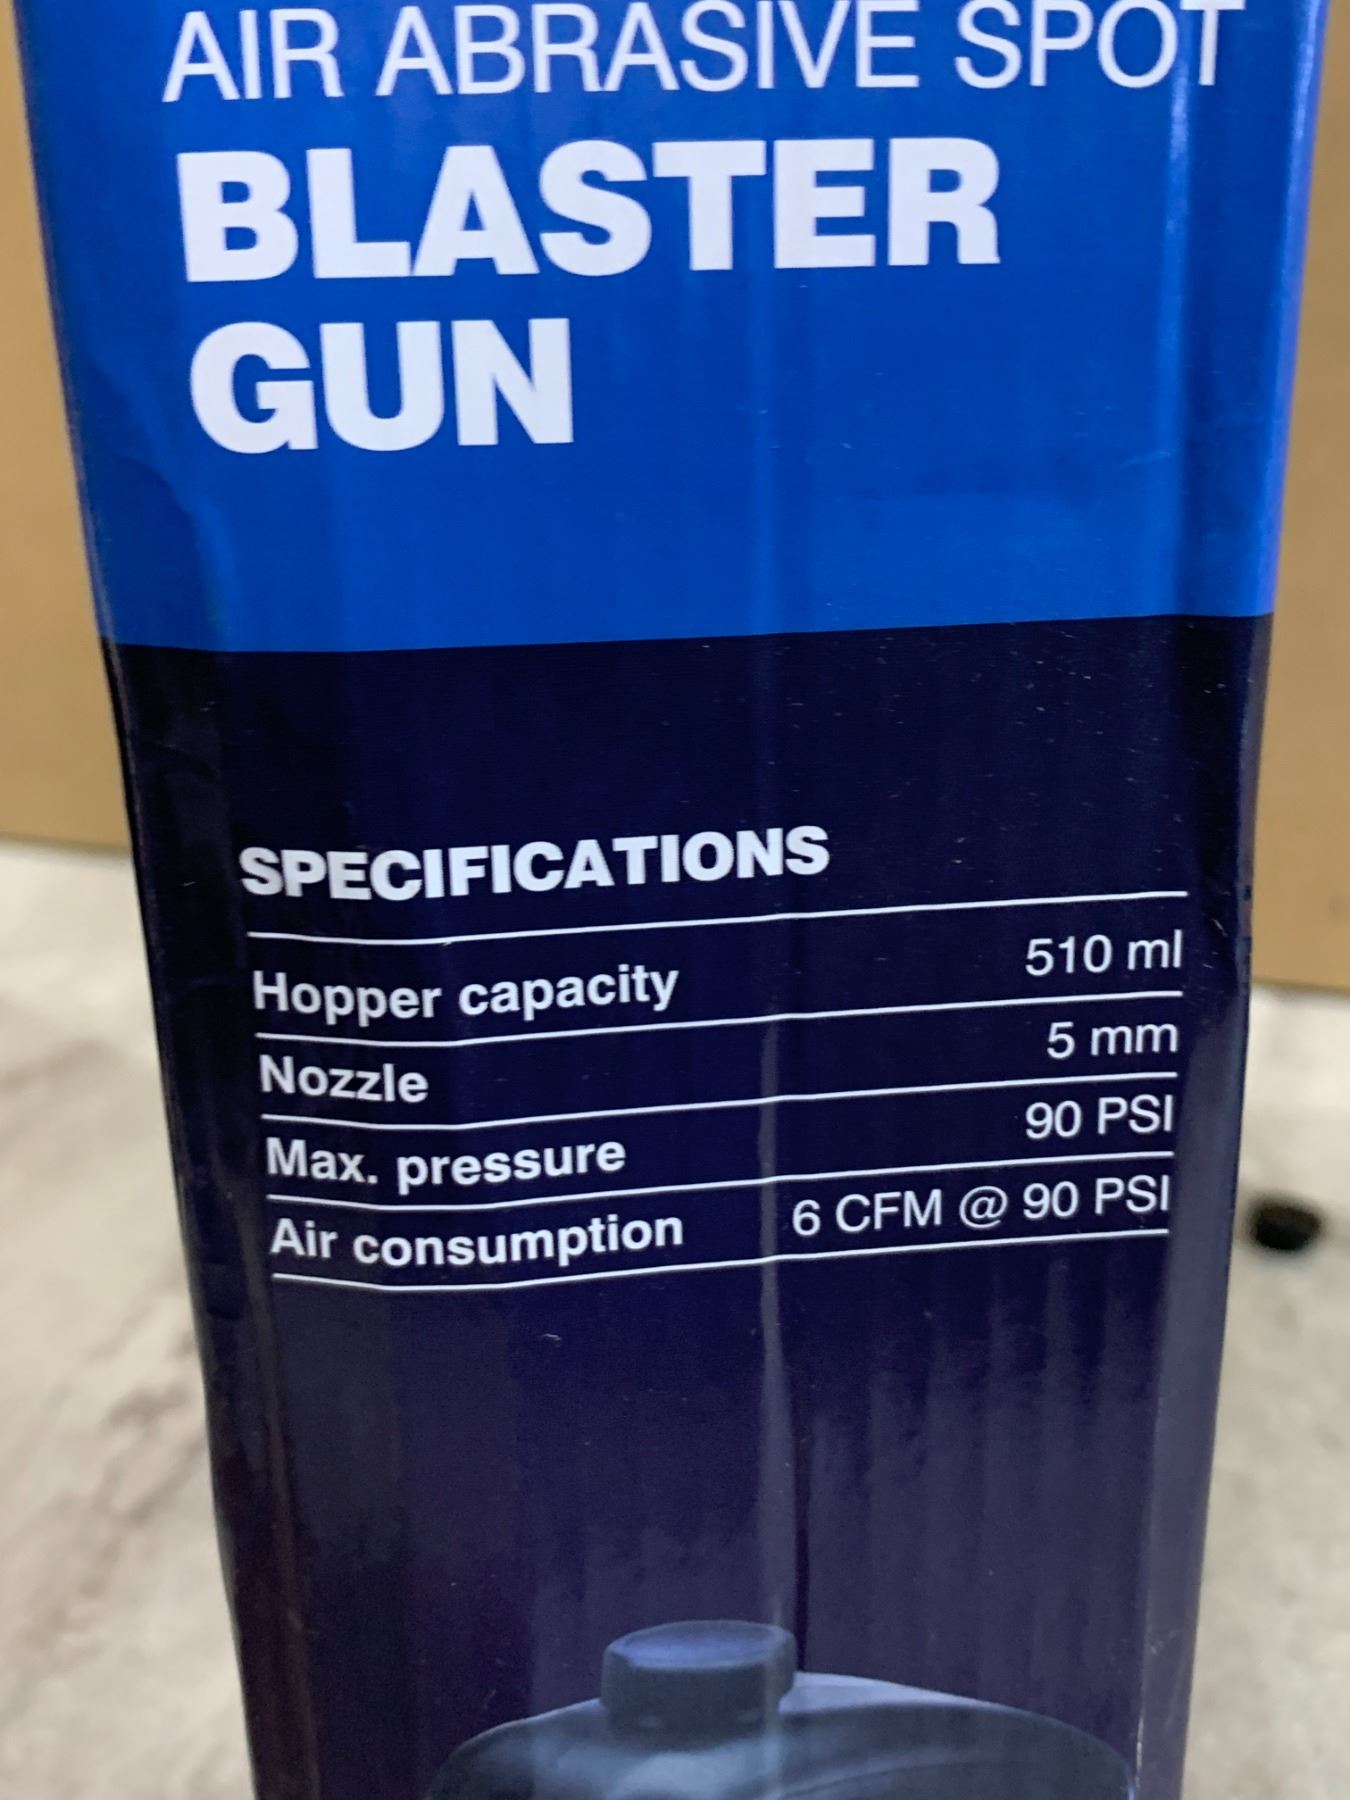 AIR ABRASIVE SPOT
BLASTER
GUN
SPECIFICATIONS
Hopper capacity 510 ml
Nozzle 5 mm
Max. pressure 90 PSI
Air consumption 6 CFM @ 90 PSI